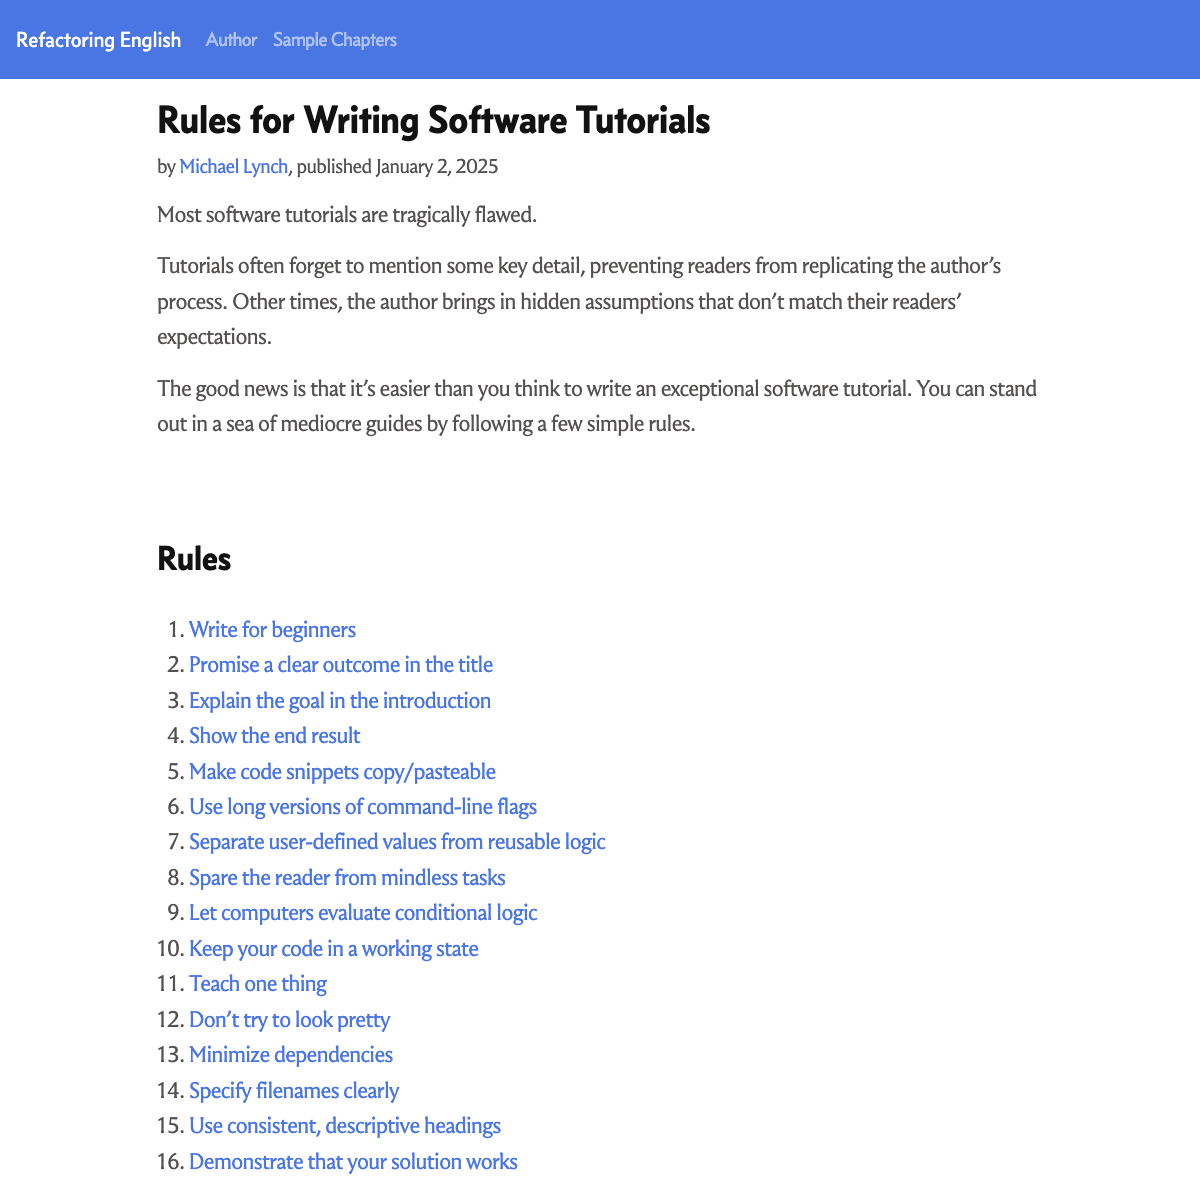 Refactoring English Author Sample Chapters
Rules for Writing Software Tutorials
by Michael Lynch, published January 2, 2025
Most software tutorials are tragically flawed.
Tutorials often forget to mention some key detail, preventing readers from replicating the author’s
process. Other times, the author brings in hidden assumptions that don’t match their readers’
expectations.
The good news is that it’s easier than you think to write an exceptional software tutorial. You can stand
out in a sea of mediocre guides by following a few simple rules.
Rules
1. Write for beginners
2. Promise a clear outcome in the title
3. Explain the goal in the introduction
4. Show the end result
5. Make code snippets copy/pasteable
6. Use long versions of command-line flags
7. Separate user-defined values from reusable logic
8. Spare the reader from mindless tasks
9. Let computers evaluate conditional logic
10. Keep your code in a working state
11. Teach one thing
12. Don’t try to look pretty
13. Minimize dependencies
14. Specify filenames clearly
15. Use consistent, descriptive headings
16. Demonstrate that your solution works